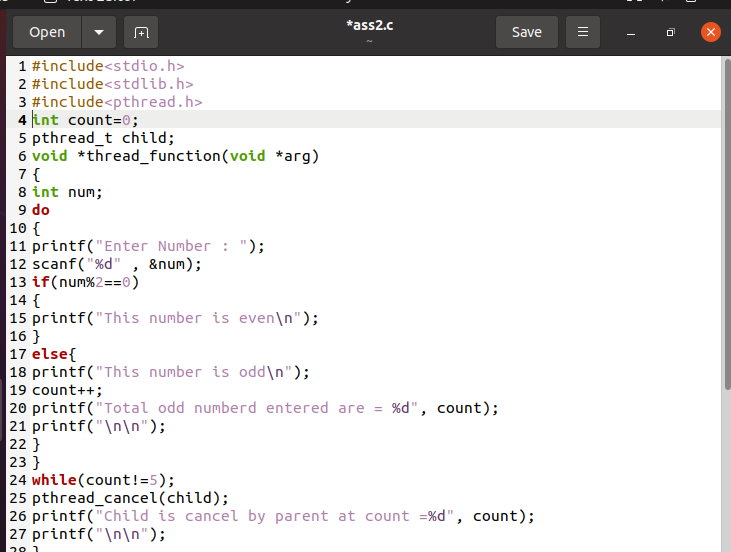 Open
*ass2.c
~
Save
1 #include<stdio.h>
2 #include<stdlib.h>
3 #include<pthread.h>
4 int count=0;
5 pthread_t child;
6 void *thread_function(void *arg)
7 {
8 int num;
9 do
10 {
11 printf("Enter Number : ");
12 scanf("%d" , &num);
13 if(num%2==0)
14 {
15 printf("This number is even\n");
16 }
17 else{
18 printf("This number is odd\n");
19 count++;
20 printf("Total odd numberd entered are = %d", count);
21 printf("\n\n");
22 }
23 }
24 while(count!=5);
25 pthread_cancel(child);
26 printf("Child is cancel by parent at count =%d", count);
27 printf("\n\n");
28 }